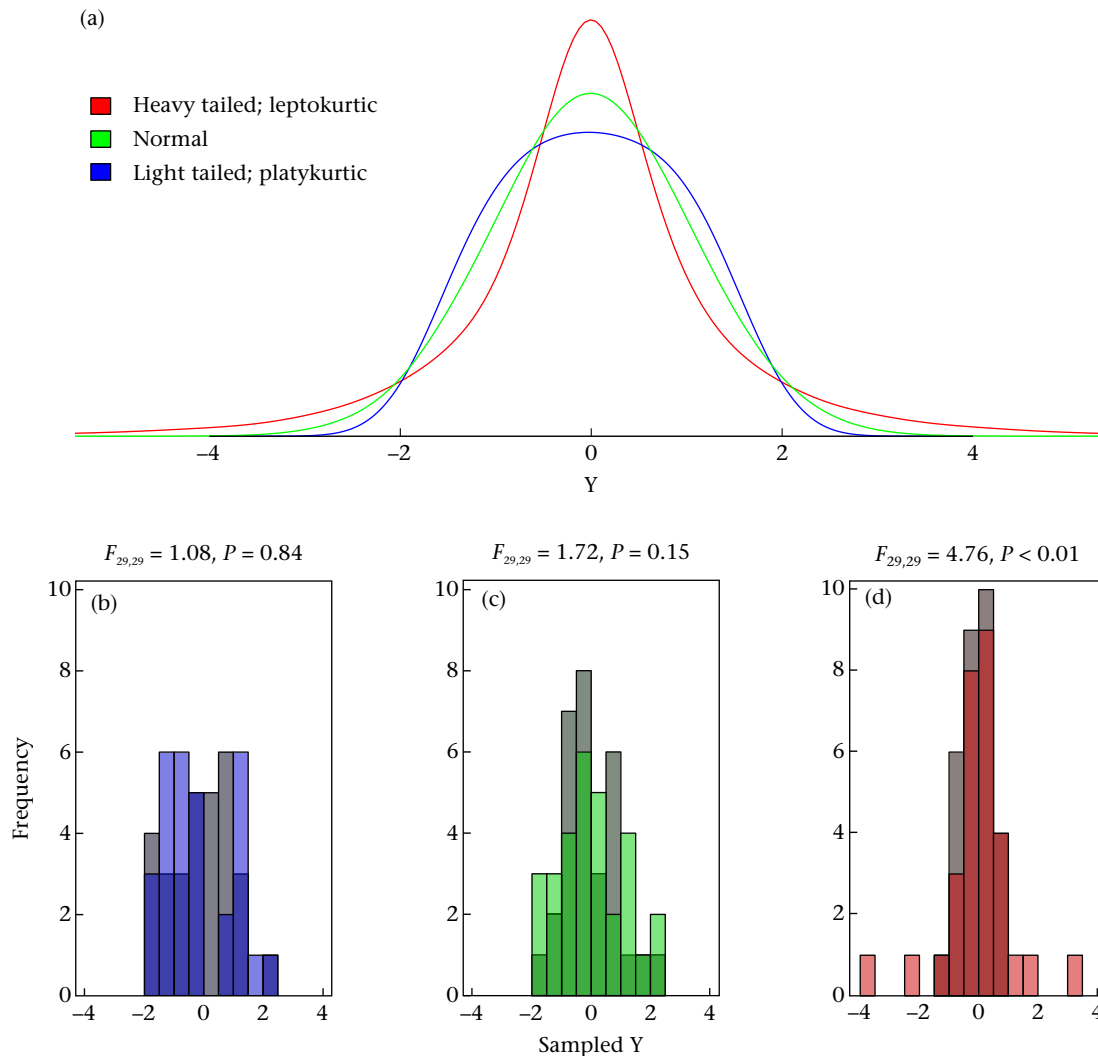 (a)
Heavy tailed; leptokurtic
Normal
Light tailed; platykurtic
−4 −2 0 2 4
Y
F29,29 = 1.08, P = 0.84
F29,29 = 1.72, P = 0.15
F29,29 = 4.76, P < 0.01
(b)
(c)
(d)
Frequency
10
8
6
4
2
0
−4 −2 0 2 4
10
8
6
4
2
0
−4 −2 0 2 4
10
8
6
4
2
0
−4 −2 0 2 4
Sampled Y